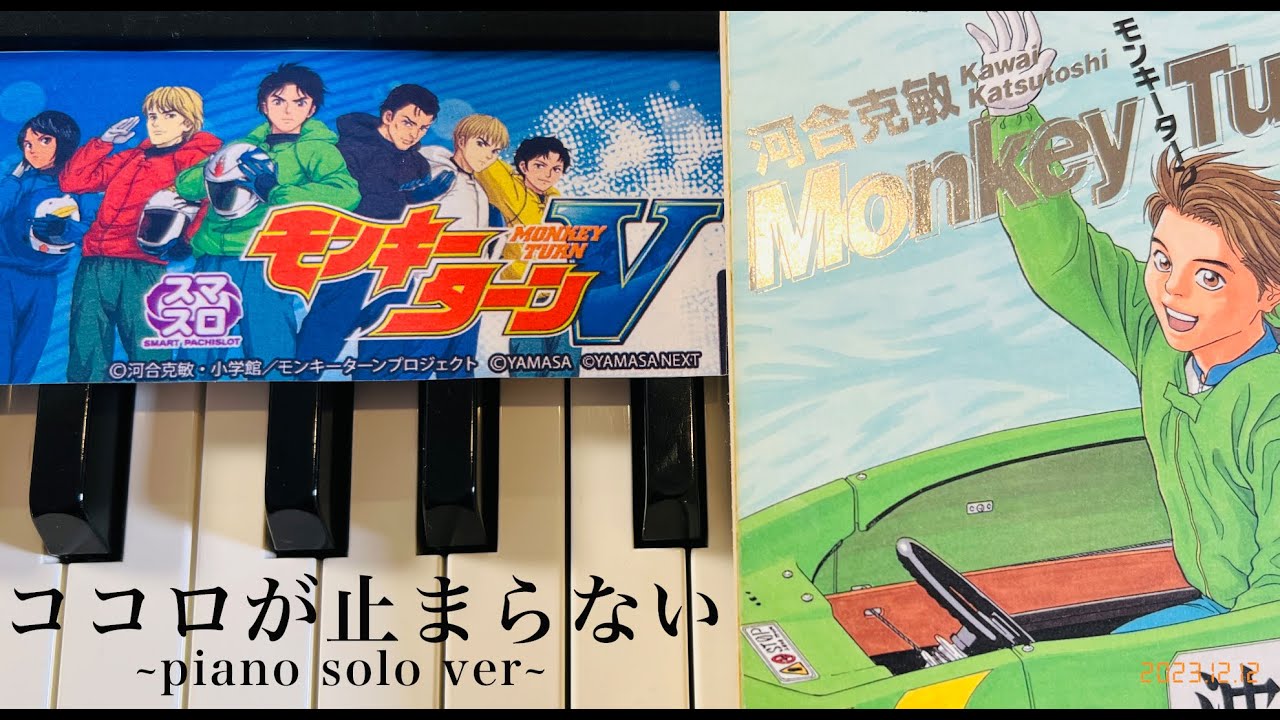 モンキーターンV
MONKEY
TURN
スマ
スロ
SMART PACHISLOT
©河合克敏・小学館／モンキーターンプロジェクト ©YAMASA ©YAMASA NEXT
河合克敏
Kawai
Katsutoshi
モンキーターン
Monkey Tu
STOP
ココロが止まらない
~piano solo ver~
2023.12.12